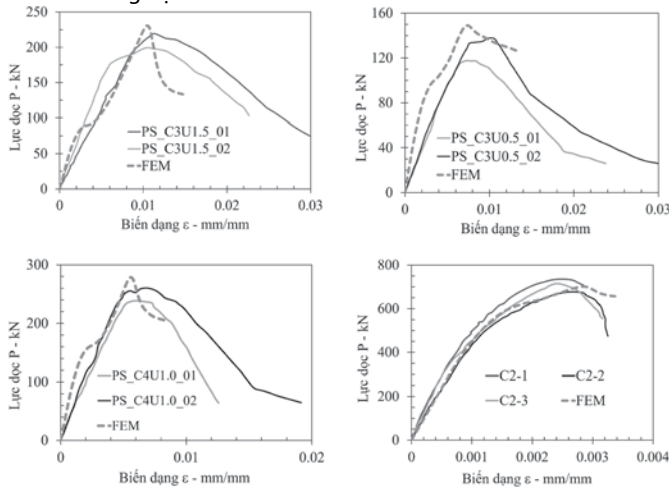 250
200
150
100
50
0
Lực dọc P - kN
PS_C3U1.5_01
PS_C3U1.5_02
FEM
0
0.01
0.02
0.03
Biến dạng ε - mm/mm
160
120
80
40
0
Lực dọc P - kN
PS_C3U0.5_01
PS_C3U0.5_02
FEM
0
0.01
0.02
0.03
Biến dạng ε - mm/mm
300
200
100
0
Lực dọc P - kN
PS_C4U1.0_01
PS_C4U1.0_02
FEM
0
0.01
0.02
Biến dạng ε - mm/mm
800
600
400
200
0
Lực dọc P - kN
C2-1
C2-2
C2-3
FEM
0
0.001
0.002
0.003
0.004
Biến dạng ε - mm/mm